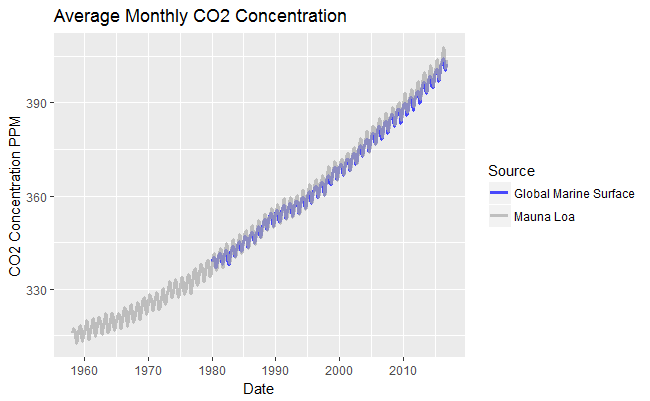 Average Monthly CO2 Concentration
CO2 Concentration PPM
390
360
330
1960 1970 1980 1990 2000 2010
Date
Source
Global Marine Surface
Mauna Loa